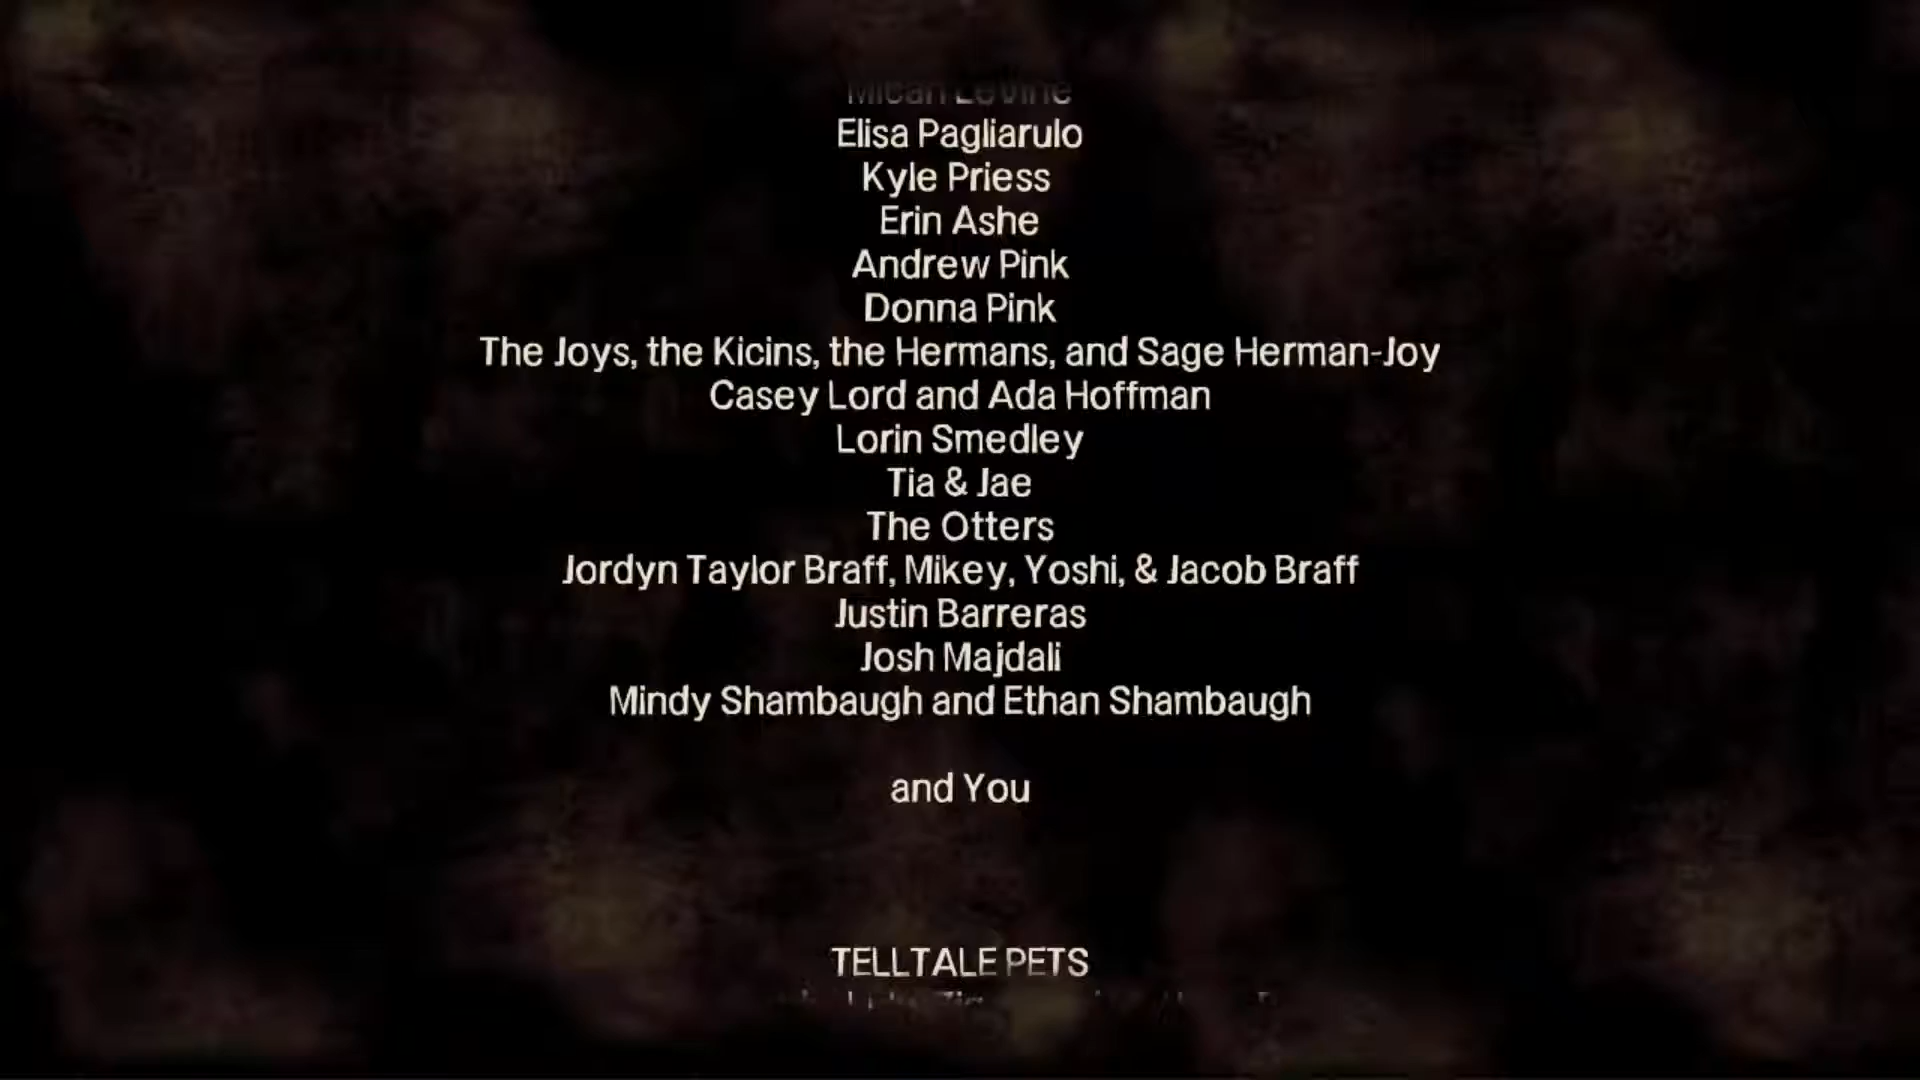 Micah Levine
Elisa Pagliarulo
Kyle Priess
Erin Ashe
Andrew Pink
Donna Pink
The Joys, the Kicins, the Hermans, and Sage Herman-Joy
Casey Lord and Ada Hoffman
Lorin Smedley
Tia & Jae
The Otters
Jordyn Taylor Braff, Mikey, Yoshi, & Jacob Braff
Justin Barreras
Josh Majdali
Mindy Shambaugh and Ethan Shambaugh
and You
TELLTALE PETS